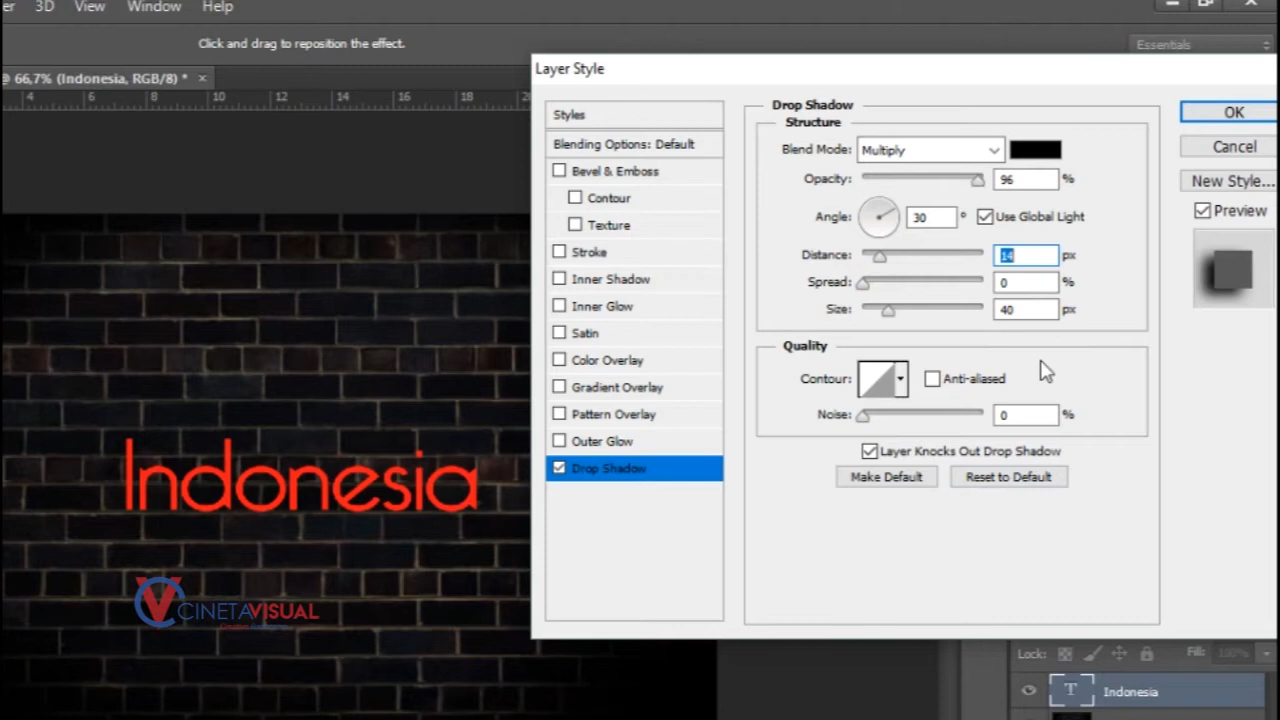 er 3D View Window Help
Click and drag to reposition the effect.
Essentials
@ 66,7% (Indonesia, RGB/8) * ×
4 6 8 10 12 14 16 18
Layer Style
Styles
Blending Options: Default
Bevel & Emboss
Contour
Texture
Stroke
Inner Shadow
Inner Glow
Satin
Color Overlay
Gradient Overlay
Pattern Overlay
Outer Glow
Drop Shadow
Drop Shadow
Structure
Blend Mode: Multiply
Opacity: 96 %
Angle: 30 ° Use Global Light
Distance: 14 px
Spread: 0 %
Size: 40 px
Quality
Contour: Anti-aliased
Noise: 0 %
Layer Knocks Out Drop Shadow
Make Default Reset to Default
OK
Cancel
New Style...
Preview
Indonesia
CINETAVISUAL
Lock: Fill: 100%
T Indonesia